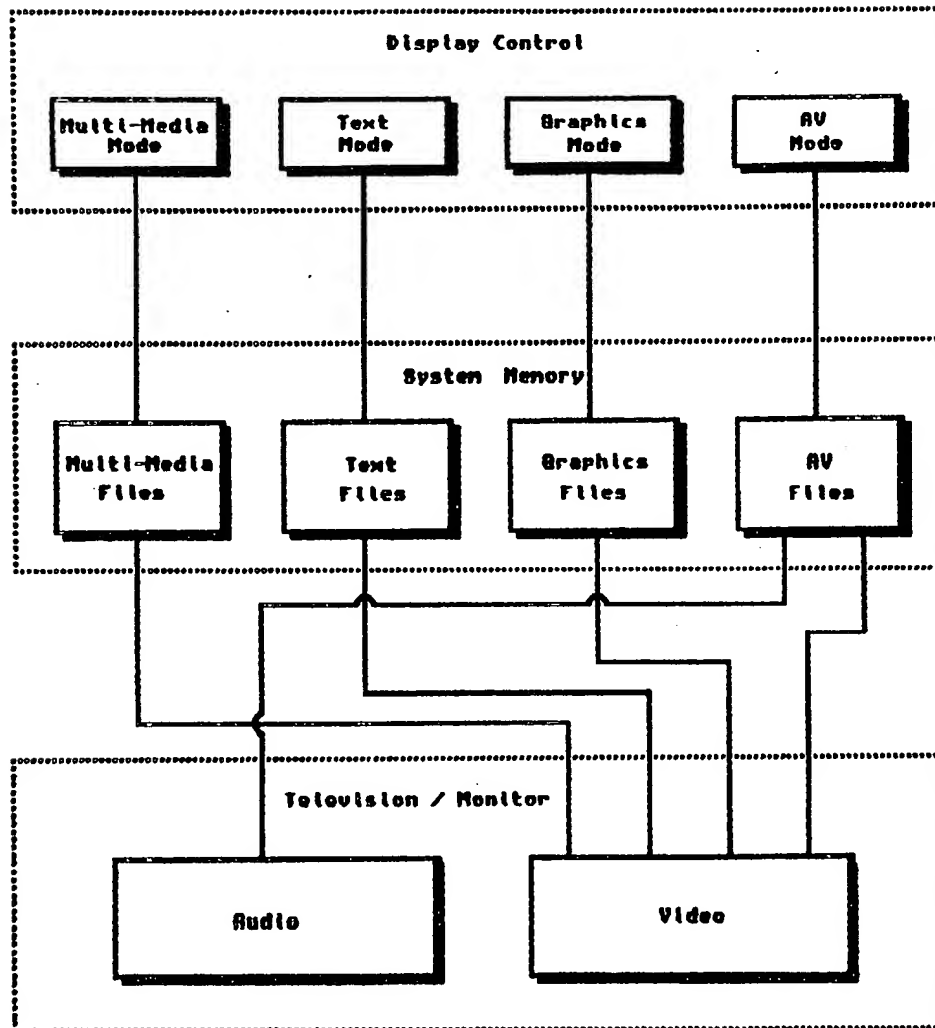 Display Control
Multi-Media
Mode
Text
Mode
Graphics
Mode
AV
Mode
System Memory
Multi-Media
Files
Text
Files
Graphics
Files
AV
Files
Television / Monitor
Audio
Video